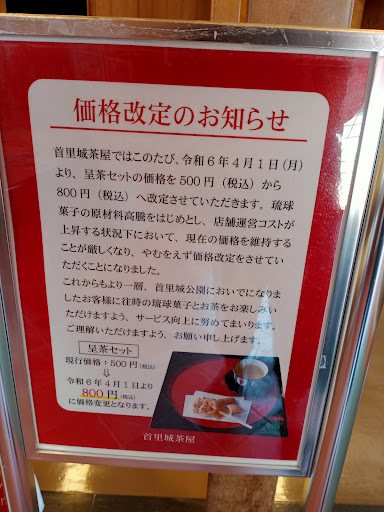 価格改定のお知らせ
首里城茶屋ではこのたび、令和６年４月１日（月）
より、呈茶セットの価格を５００円（税込）から
８００円（税込）へ改定させていただきます。琉球
菓子の原材料高騰をはじめとし、店舗運営コストが
上昇する状況下において、現在の価格を維持する
ことが厳しくなり、やむをえず価格改定をさせてい
ただくことになりました。
これからもより一層、首里城公園においでになり
ましたお客様に往時の琉球菓子とお茶をお楽しみい
ただけますよう、サービス向上に努めてまいります。
ご理解いただけますよう、お願い申し上げます。
呈茶セット
現行価格：５００円（税込）
⇩
令和６年４月１日より
８００円（税込）
に価格変更となります。
首里城茶屋